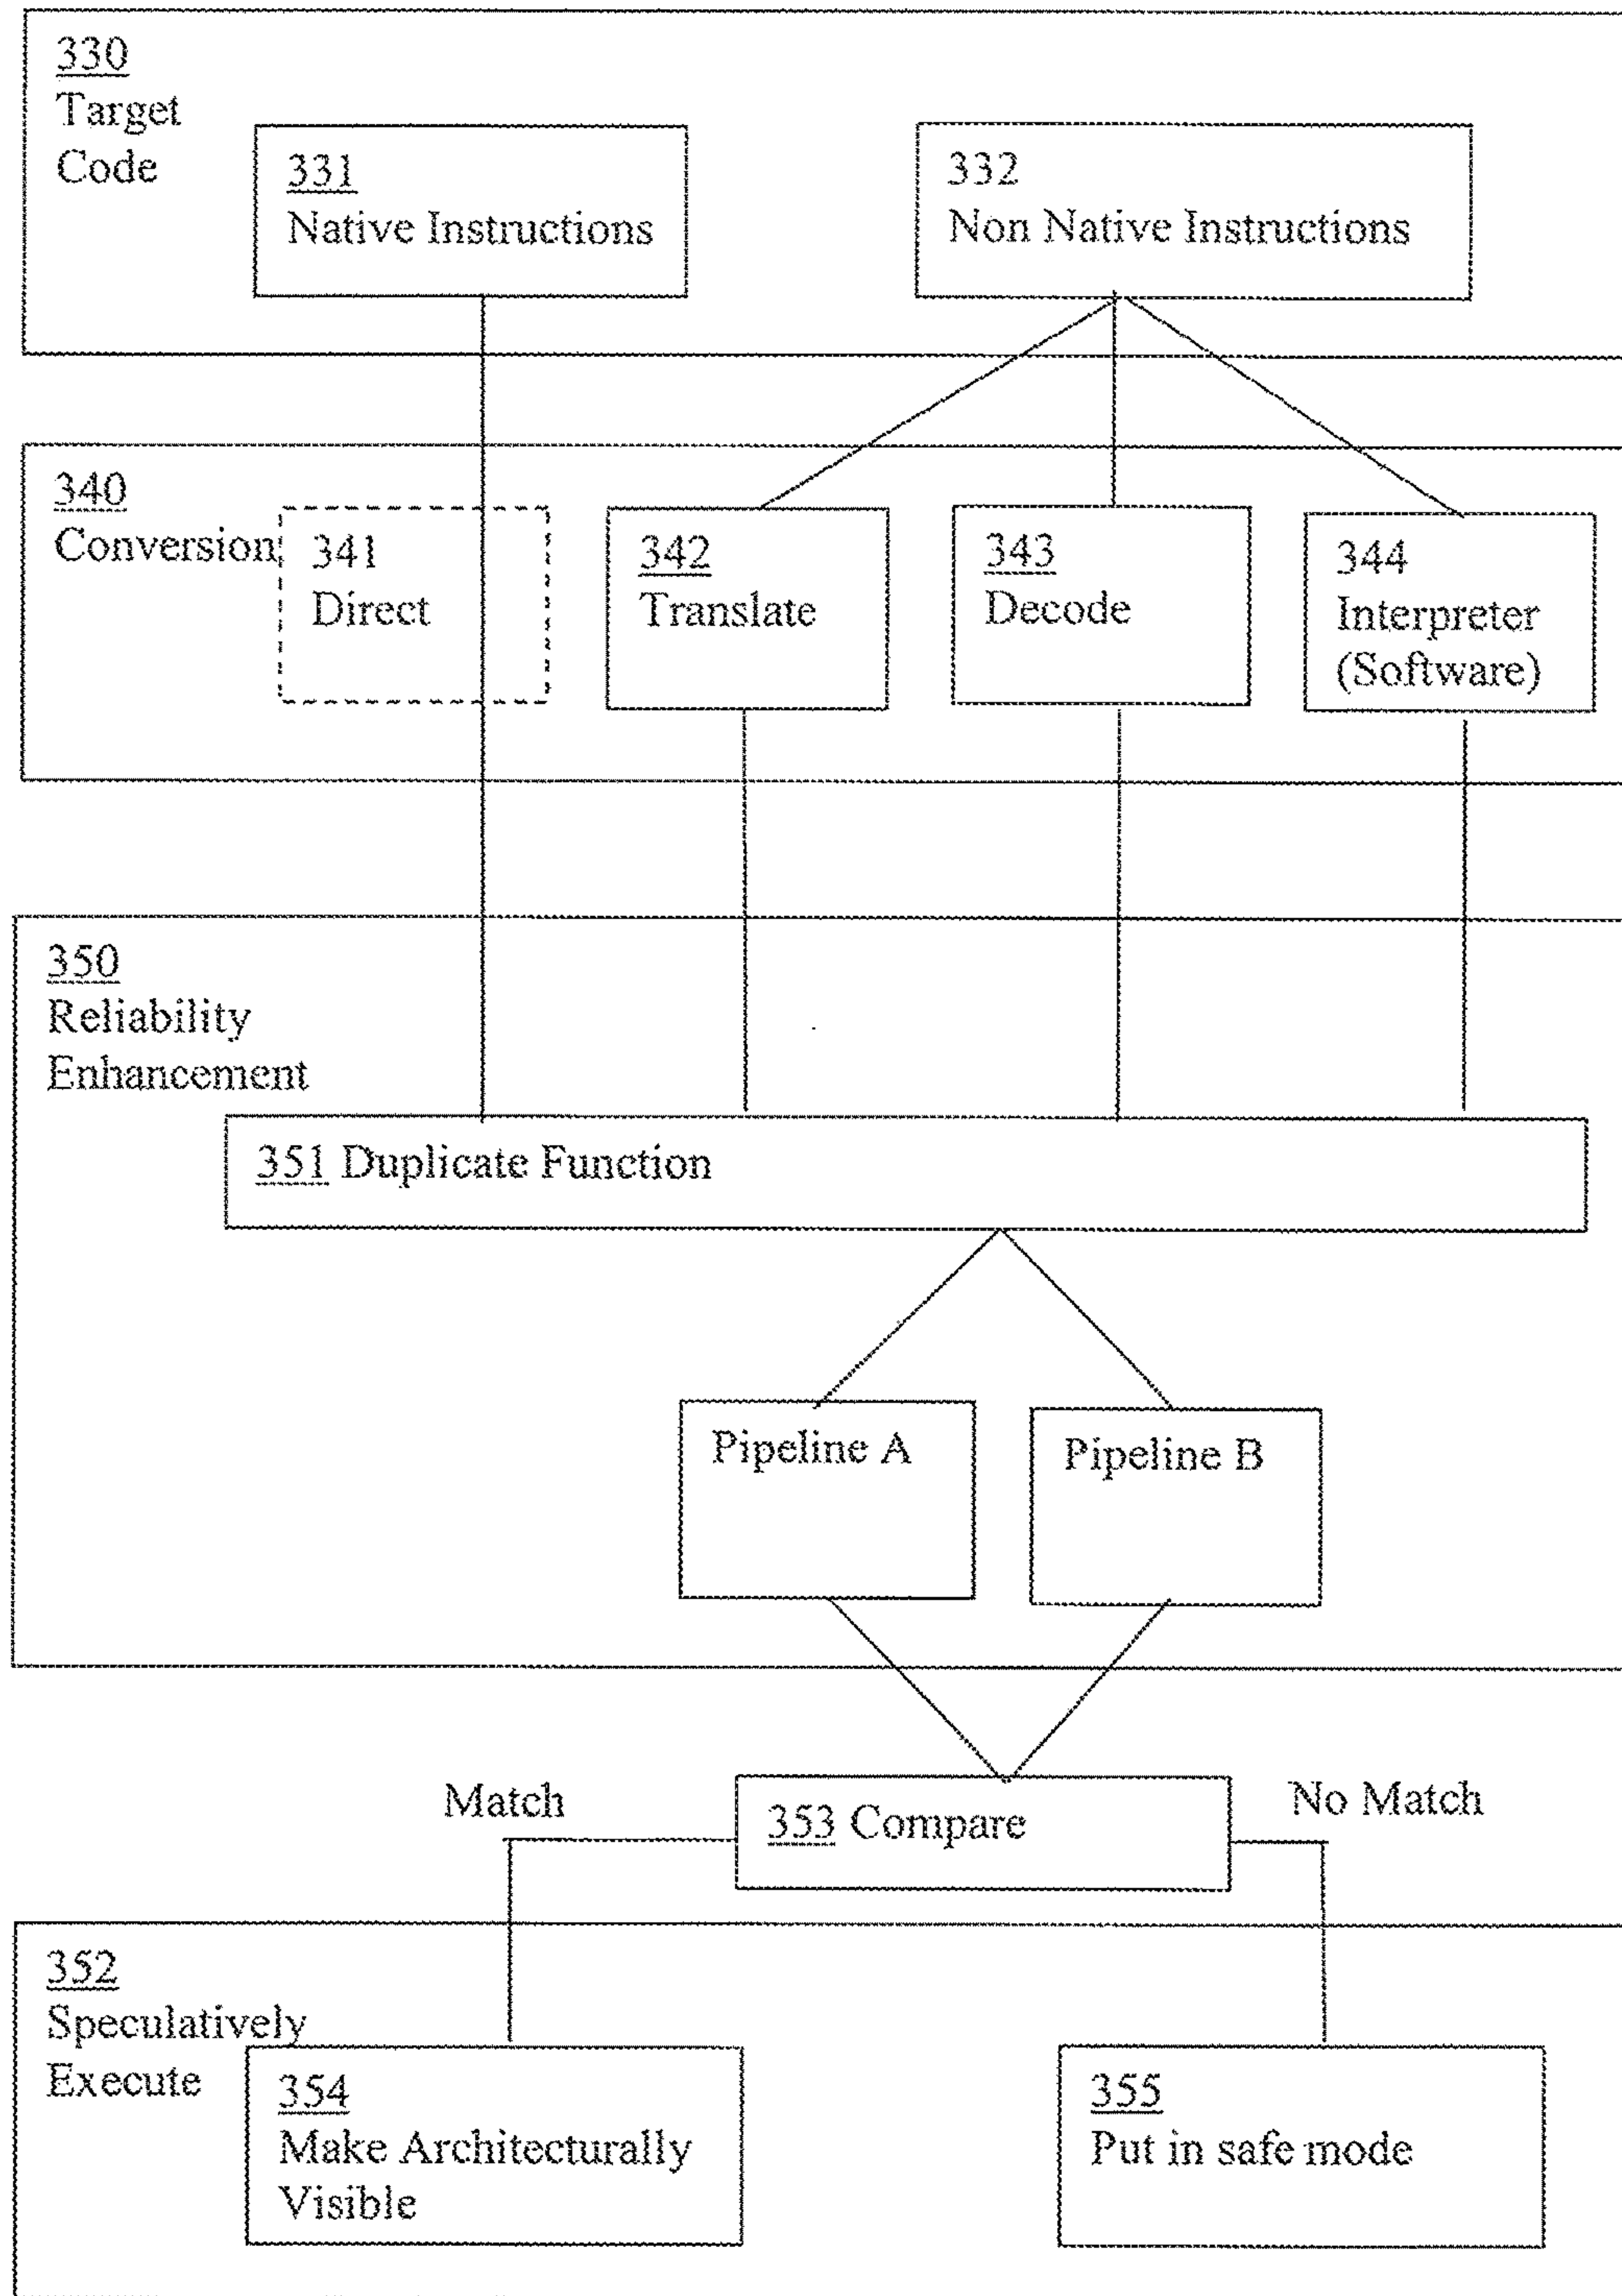 330
Target
Code
331
Native Instructions
332
Non Native Instructions
340
Conversion
341
Direct
342
Translate
343
Decode
344
Interpreter
(Software)
350
Reliability
Enhancement
351 Duplicate Function
Pipeline A
Pipeline B
Match
353 Compare
No Match
352
Speculatively
Execute
354
Make Architecturally
Visible
355
Put in safe mode